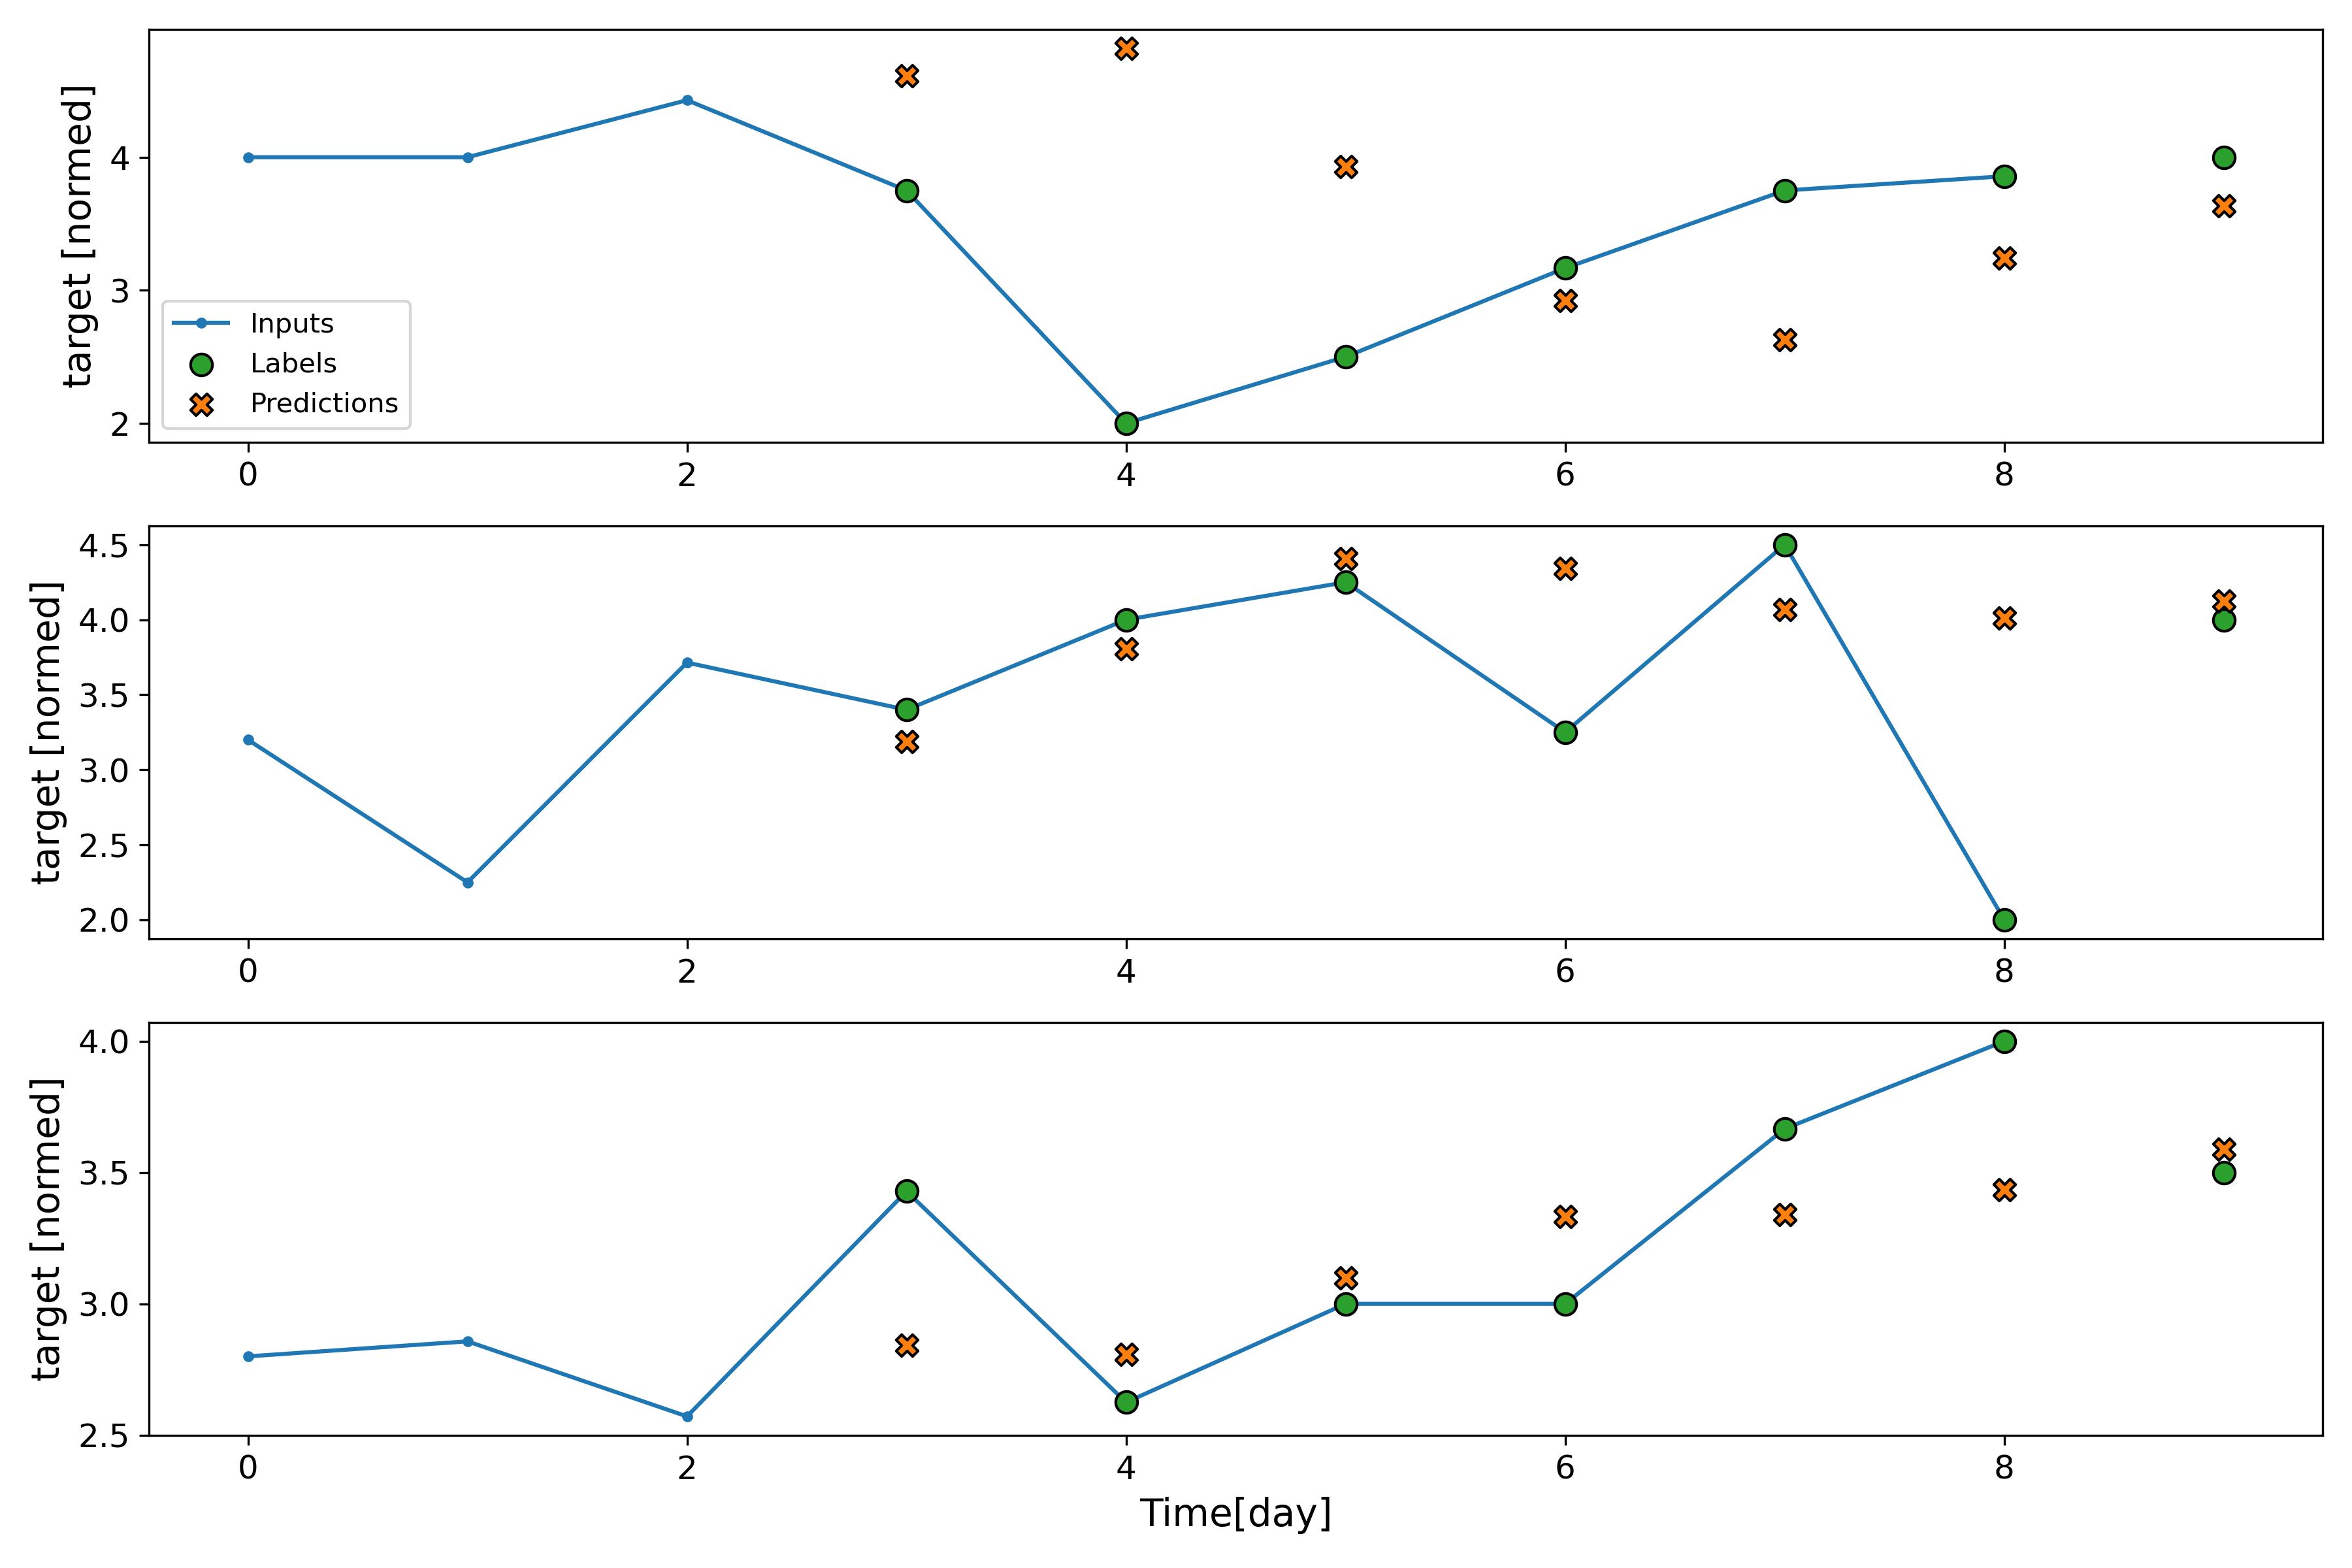 target [normed]
4
3
2
Inputs
Labels
Predictions
0 2 4 6 8
target [normed]
4.5
4.0
3.5
3.0
2.5
2.0
0 2 4 6 8
target [normed]
4.0
3.5
3.0
2.5
0 2 4 6 8
Time[day]